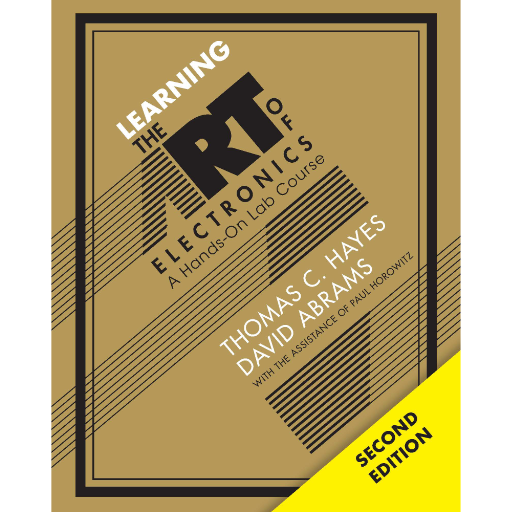 LEARNING
THE
ART
OF
ELECTRONICS
A Hands-On Lab Course
THOMAS C. HAYES
DAVID ABRAMS
WITH THE ASSISTANCE OF PAUL HOROWITZ
SECOND
EDITION